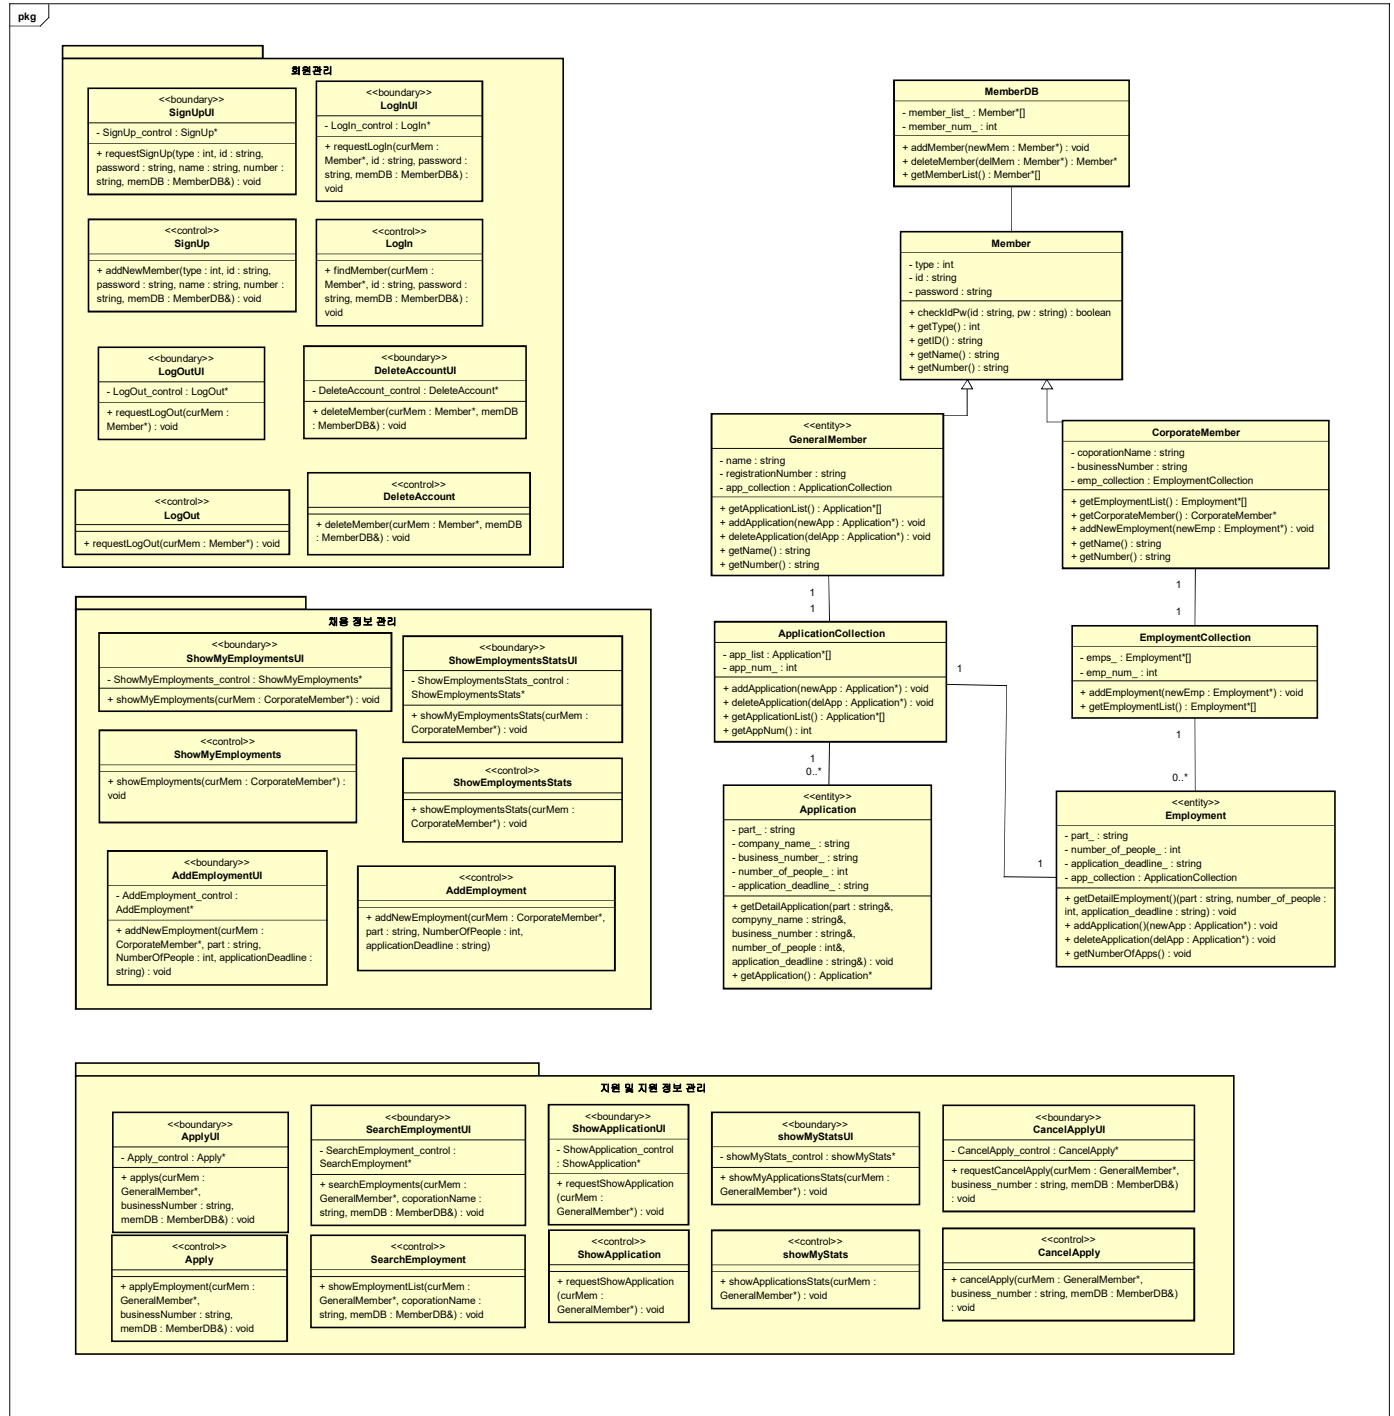 pkg
회원관리
<<boundary>>
SignUpUI
- SignUp_control : SignUp*
+ requestSignUp(type : int, id : string,
password : string, name : string, number :
string, memDB : MemberDB&) : void
<<boundary>>
LogInUI
- LogIn_control : LogIn*
+ requestLogIn(curMem :
Member*, id : string, password :
string, memDB : MemberDB&) :
void
<<control>>
SignUp
+ addNewMember(type : int, id : string,
password : string, name : string, number :
string, memDB : MemberDB&) : void
<<control>>
LogIn
+ findMember(curMem :
Member*, id : string, password :
string, memDB : MemberDB&) :
void
<<boundary>>
LogOutUI
- LogOut_control : LogOut*
+ requestLogOut(curMem :
Member*) : void
<<boundary>>
DeleteAccountUI
- DeleteAccount_control : DeleteAccount*
+ deleteMember(curMem : Member*, memDB
: MemberDB&) : void
<<control>>
LogOut
+ requestLogOut(curMem : Member*) : void
<<control>>
DeleteAccount
+ deleteMember(curMem : Member*, memDB
: MemberDB&) : void
MemberDB
- member_list_ : Member*[]
- member_num_ : int
+ addMember(newMem : Member*) : void
+ deleteMember(delMem : Member*) : Member*
+ getMemberList() : Member*[]
Member
- type : int
- id : string
- password : string
+ checkIdPw(id : string, pw : string) : boolean
+ getType() : int
+ getID() : string
+ getName() : string
+ getNumber() : string
<<entity>>
GeneralMember
- name : string
- registrationNumber : string
- app_collection : ApplicationCollection
+ getApplicationList() : Application*[]
+ addApplication(newApp : Application*) : void
+ deleteApplication(delApp : Application*) : void
+ getName() : string
+ getNumber() : string
CorporateMember
- coporationName : string
- businessNumber : string
- emp_collection : EmploymentCollection
+ getEmploymentList() : Employment*[]
+ getCorporateMember() : CorporateMember*
+ addNewEmployment(newEmp : Employment*) : void
+ getName() : string
+ getNumber() : string
1
1
1
1
ApplicationCollection
- app_list : Application*[]
- app_num_ : int
+ addApplication(newApp : Application*) : void
+ deleteApplication(delApp : Application*) : void
+ getApplicationList() : Application*[]
+ getAppNum() : int
EmploymentCollection
- emps_ : Employment*[]
- emp_num_ : int
+ addEmployment(newEmp : Employment*) : void
+ getEmploymentList() : Employment*[]
1
1
0..*
1
0..*
1
<<entity>>
Application
- part_ : string
- company_name_ : string
- business_number_ : string
- number_of_people_ : int
- application_deadline_ : string
+ getDetailApplication(part : string&,
compyny_name : string&,
business_number : string&,
number_of_people : int&,
application_deadline : string&) : void
+ getApplication() : Application*
<<entity>>
Employment
- part_ : string
- number_of_people_ : int
- application_deadline_ : string
- app_collection : ApplicationCollection
+ getDetailEmployment()(part : string, number_of_people :
int, application_deadline : string) : void
+ addApplication()(newApp : Application*) : void
+ deleteApplication(delApp : Application*) : void
+ getNumberOfApps() : void
채용 정보 관리
<<boundary>>
ShowMyEmploymentsUI
- ShowMyEmployments_control : ShowMyEmployments*
+ showMyEmployments(curMem : CorporateMember*) : void
<<boundary>>
ShowEmploymentsStatsUI
- ShowEmploymentsStats_control :
ShowEmploymentsStats*
+ showMyEmploymentsStats(curMem :
CorporateMember*) : void
<<control>>
ShowMyEmployments
+ showEmployments(curMem : CorporateMember*) :
void
<<control>>
ShowEmploymentsStats
+ showEmploymentsStats(curMem :
CorporateMember*) : void
<<boundary>>
AddEmploymentUI
- AddEmployment_control :
AddEmployment*
+ addNewEmployment(curMem :
CorporateMember*, part : string,
NumberOfPeople : int, applicationDeadline :
string) : void
<<control>>
AddEmployment
+ addNewEmployment(curMem : CorporateMember*,
part : string, NumberOfPeople : int,
applicationDeadline : string)
지원 및 지원 정보 관리
<<boundary>>
ApplyUI
- Apply_control : Apply*
+ applys(curMem :
GeneralMember*,
businessNumber : string,
memDB : MemberDB&) : void
<<boundary>>
SearchEmploymentUI
- SearchEmployment_control :
SearchEmployment*
+ searchEmployments(curMem :
GeneralMember*, coporationName :
string, memDB : MemberDB&) : void
<<boundary>>
ShowApplicationUI
- ShowApplication_control
: ShowApplication*
+ requestShowApplication
(curMem :
GeneralMember*) : void
<<boundary>>
showMyStatsUI
- showMyStats_control : showMyStats*
+ showMyApplicationsStats(curMem :
GeneralMember*) : void
<<boundary>>
CancelApplyUI
- CancelApply_control : CancelApply*
+ requestCancelApply(curMem : GeneralMember*,
business_number : string, memDB : MemberDB&)
: void
<<control>>
Apply
+ applyEmployment(curMem :
GeneralMember*,
businessNumber : string,
memDB : MemberDB&) : void
<<control>>
SearchEmployment
+ showEmploymentList(curMem :
GeneralMember*, coporationName :
string, memDB : MemberDB&) : void
<<control>>
ShowApplication
+ requestShowApplication
(curMem :
GeneralMember*) : void
<<control>>
showMyStats
+ showApplicationsStats(curMem :
GeneralMember*) : void
<<control>>
CancelApply
+ cancelApply(curMem : GeneralMember*,
business_number : string, memDB : MemberDB&)
: void